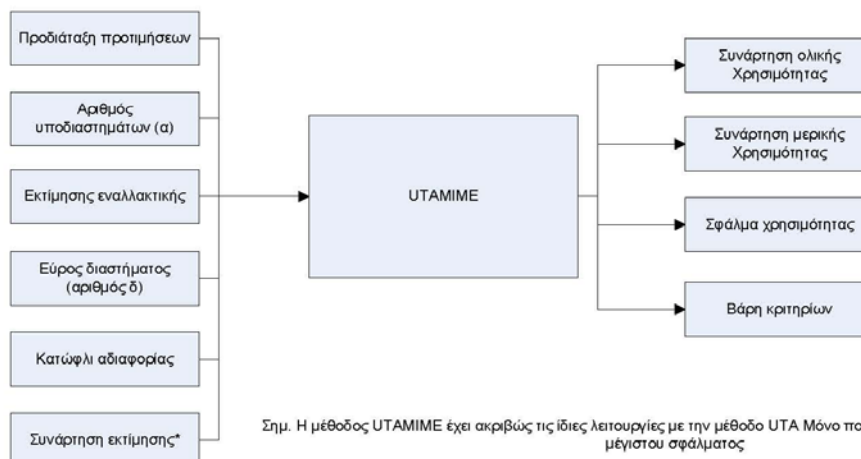 Προδιάταξη προτιμήσεων
Αριθμός
υποδιαστημάτων (α)
Εκτίμησης εναλλακτικής
Εύρος διαστήματος
(αριθμός δ)
Κατώφλι αδιαφορίας
Συνάρτηση εκτίμησης*
UTAMIME
Συνάρτηση ολικής
Χρησιμότητας
Συνάρτηση μερικής
Χρησιμότητας
Σφάλμα χρησιμότητας
Βάρη κριτηρίων
Σημ. Η μέθοδος UTAMIME έχει ακριβώς τις ίδιες λειτουργίες με την μέθοδο UTA Μόνο
μέγιστου σφάλματος